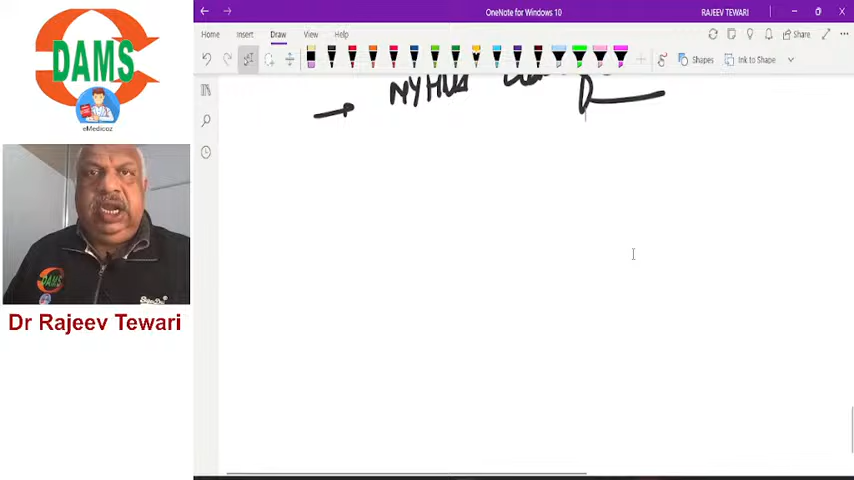 OneNote for Windows 10
RAJEEV TEWARI
Home
Insert
Draw
View
Help
Share
Shapes
Ink to Shape
DAMS
eMedicoz
DAMS
Dr Rajeev Tewari